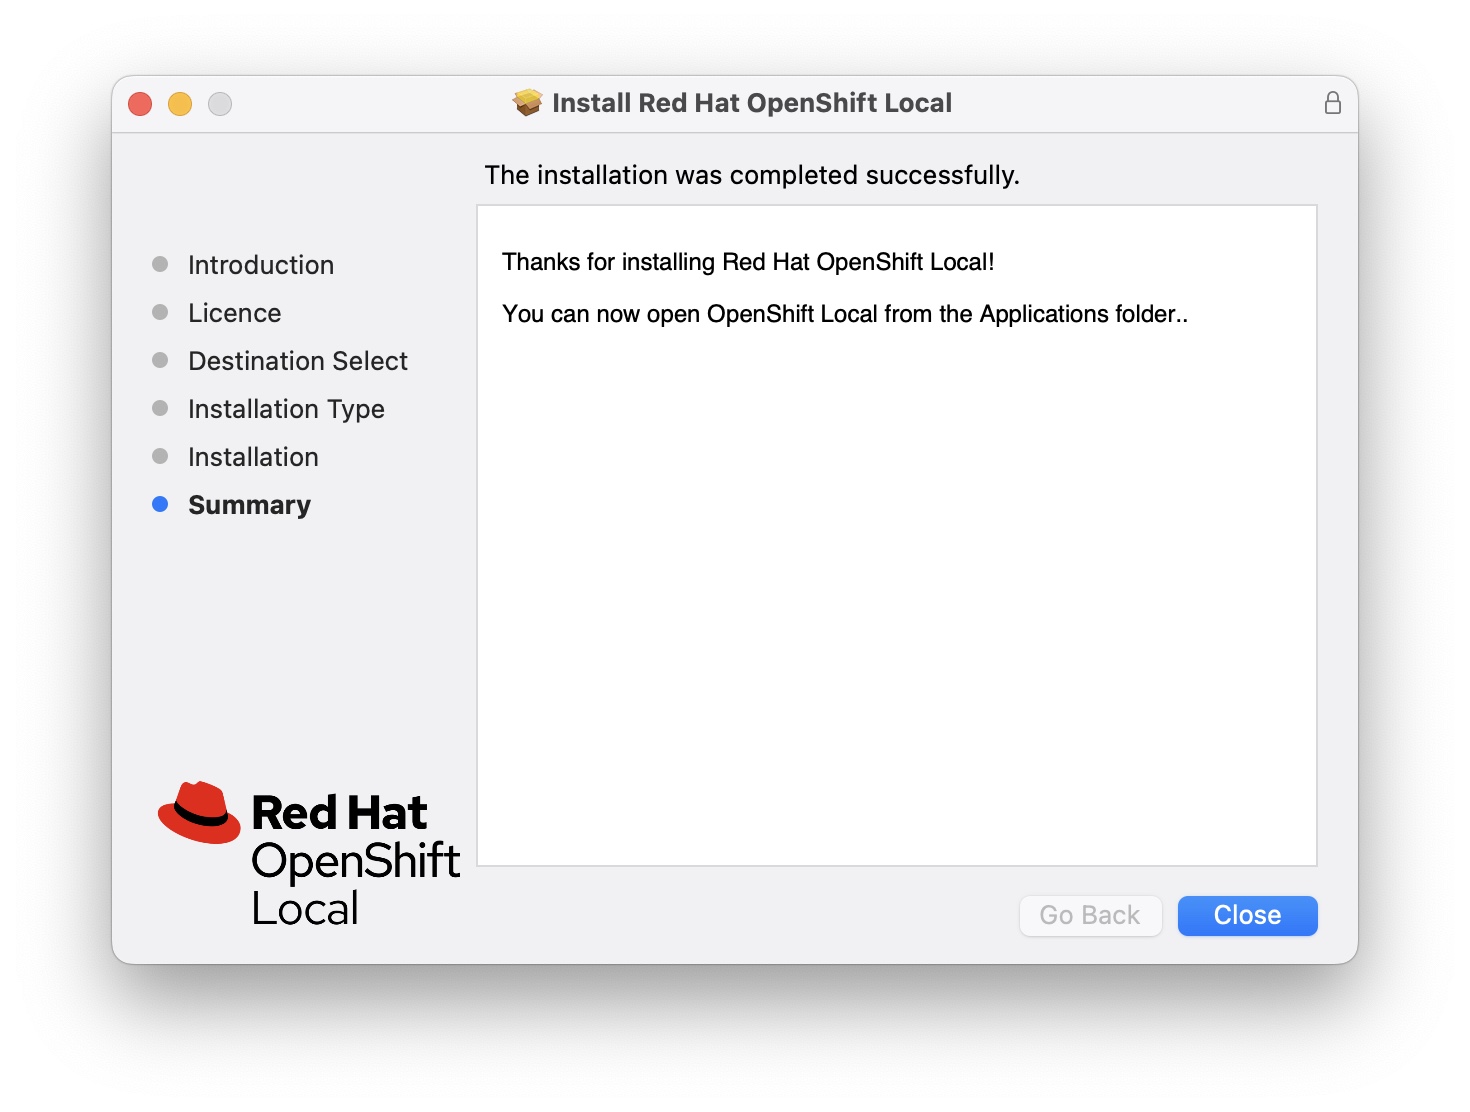 Install Red Hat OpenShift Local
The installation was completed successfully.
Introduction
Licence
Destination Select
Installation Type
Installation
Summary
Thanks for installing Red Hat OpenShift Local!
You can now open OpenShift Local from the Applications folder..
Red Hat
OpenShift
Local
Go Back
Close